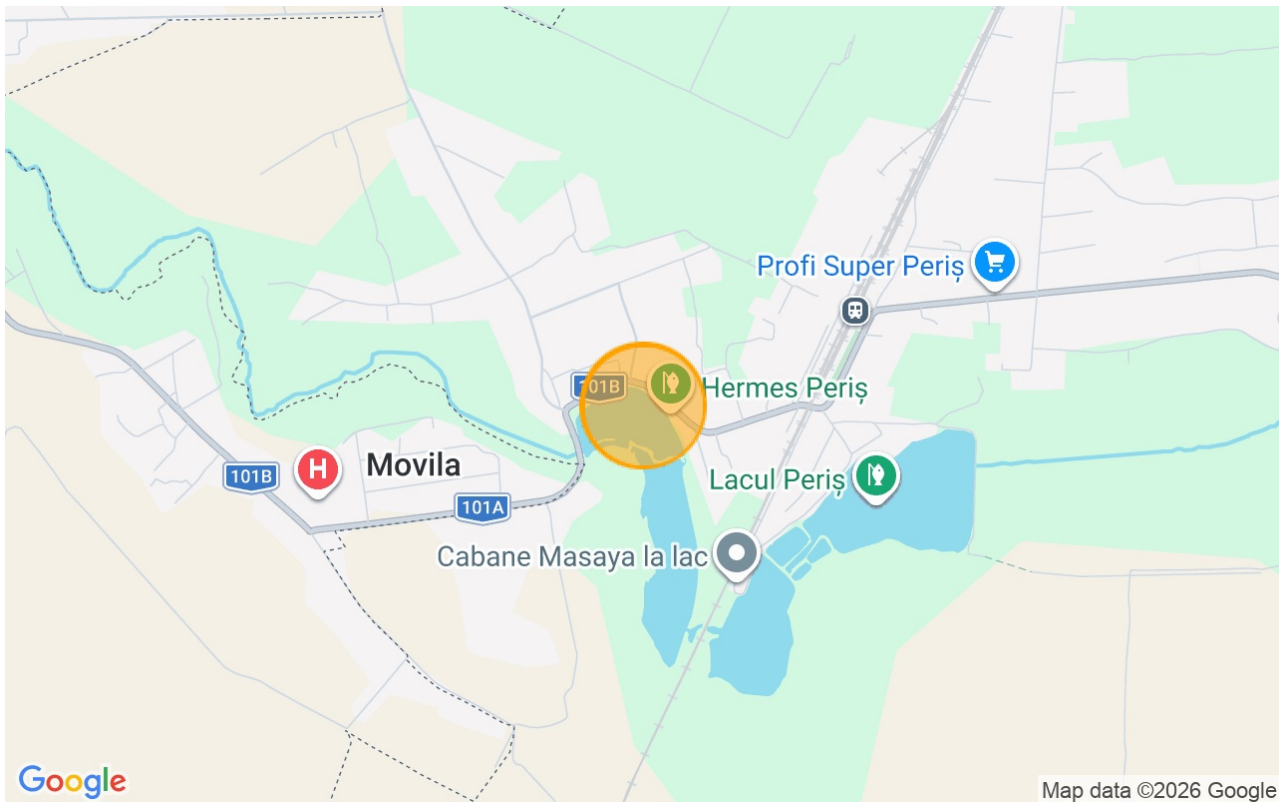 Profi Super Periș
101B
Hermes Periș
H
Movila
101B
Lacul Periș
101A
Cabane Masaya la lac
Google
Map data ©2026 Google